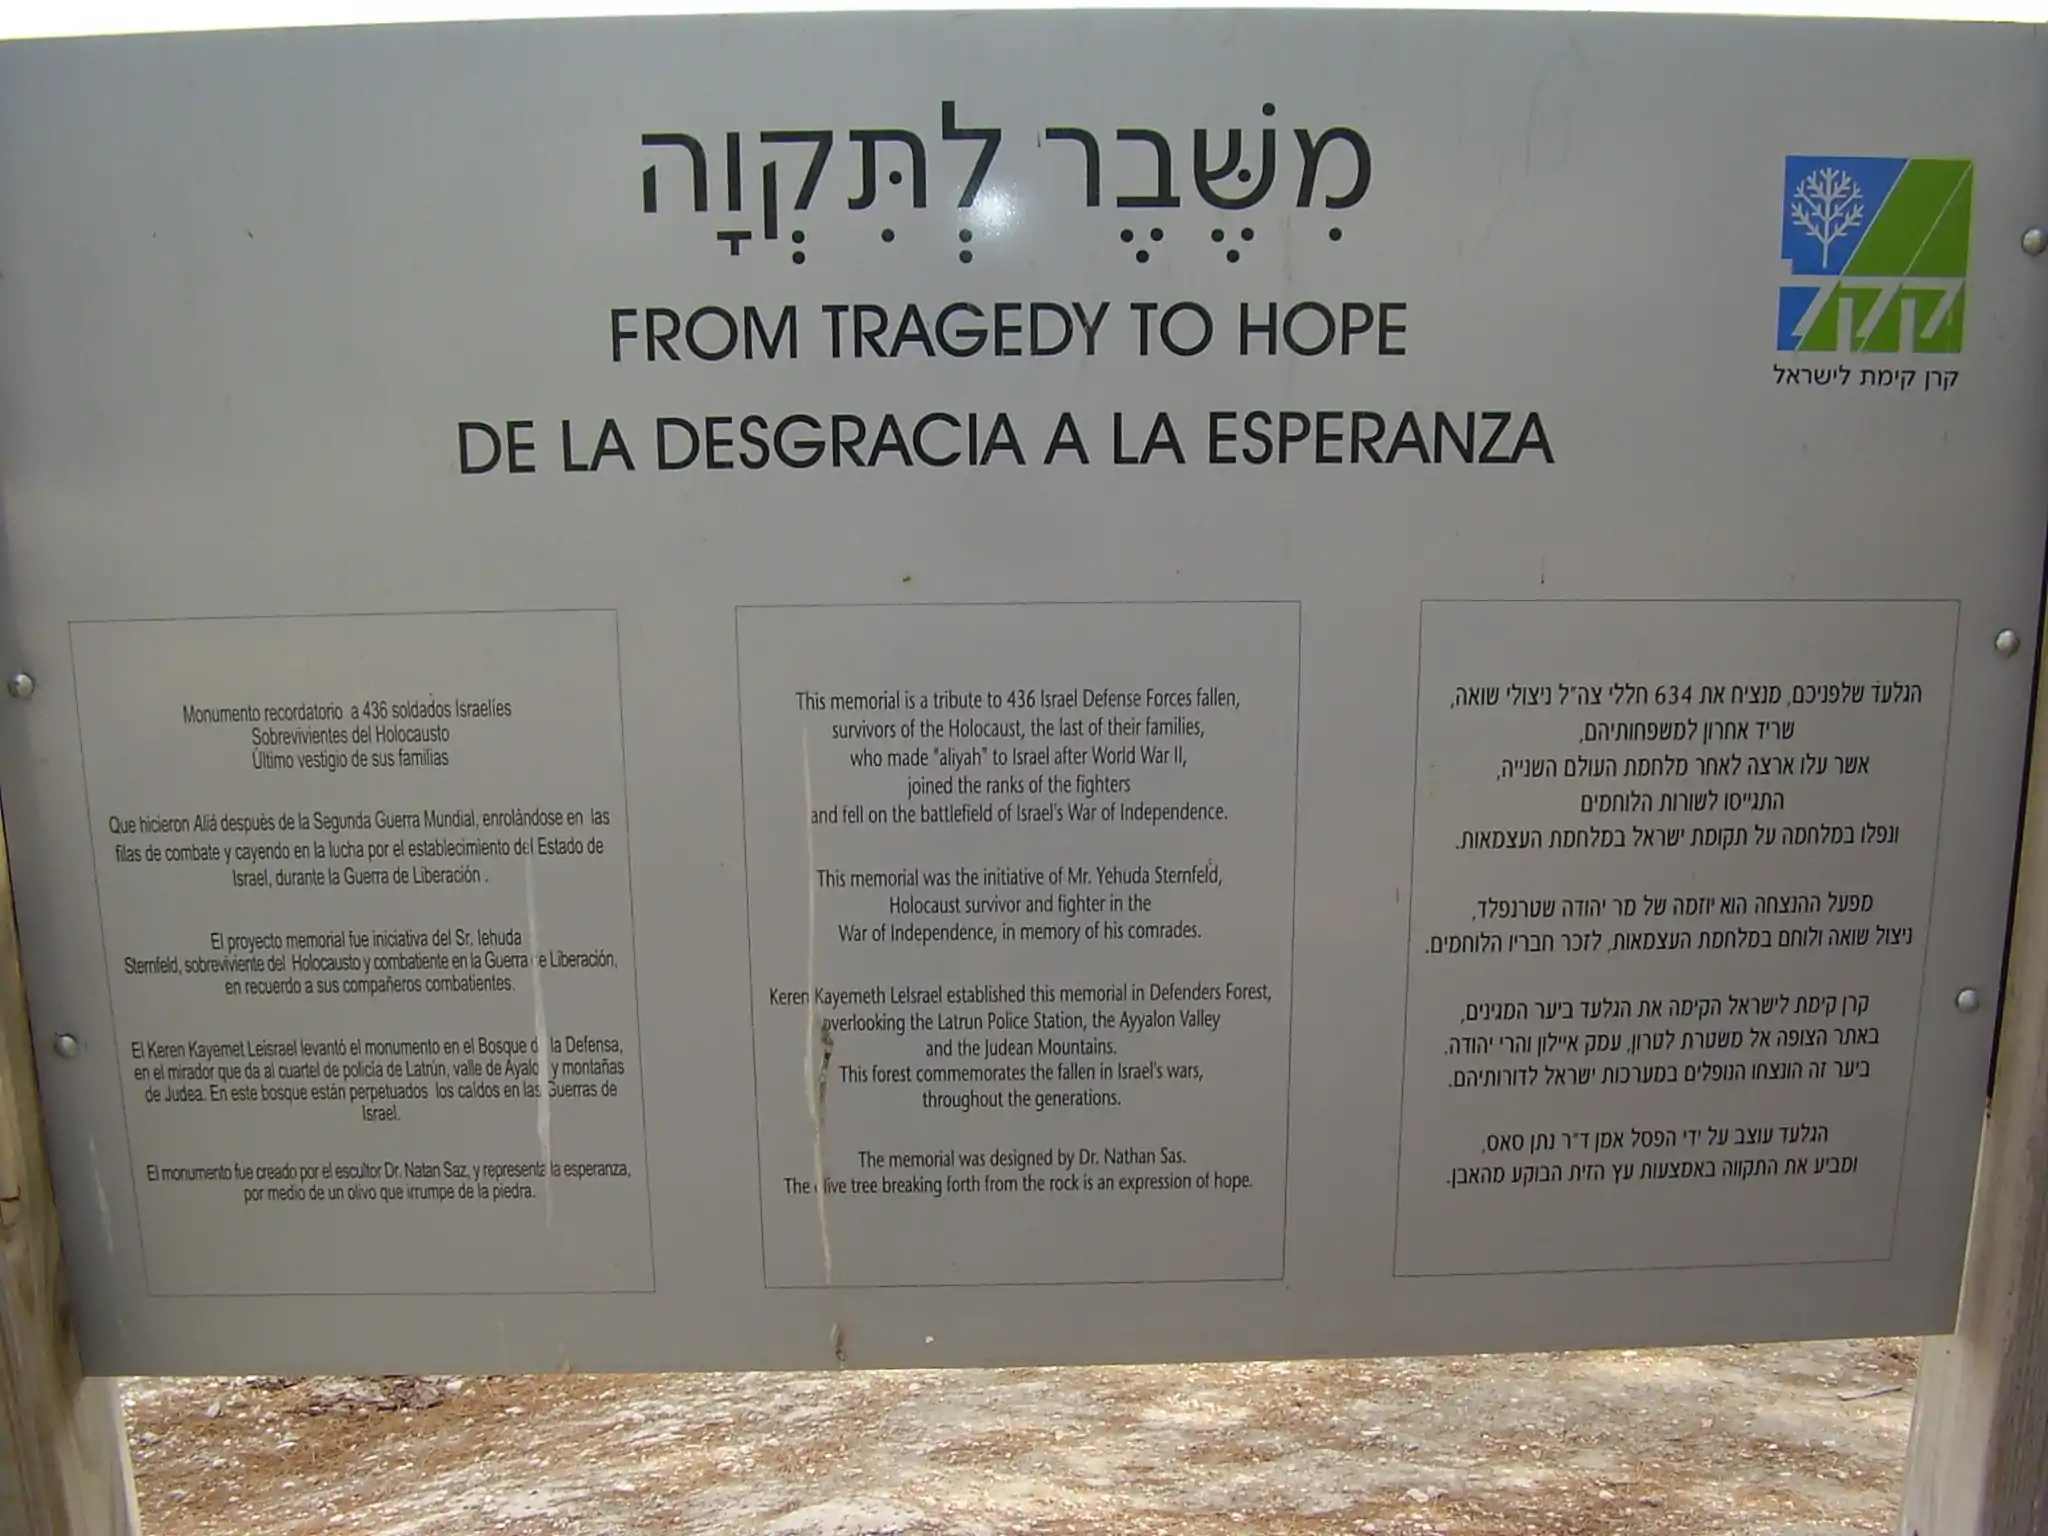 מִשֶּׁבֶר לְתִּקְוָה
FROM TRAGEDY TO HOPE
DE LA DESGRACIA A LA ESPERANZA
קקל
קרן קימת לישראל
Monumento recordatorio a 436 soldados Israelíes
Sobrevivientes del Holocausto
Último vestigio de sus familias
Que hicieron Aliá después de la Segunda Guerra Mundial, enrolándose en las
filas de combate y cayendo en la lucha por el establecimiento del Estado de
Israel, durante la Guerra de Liberación .
El proyecto memorial fue iniciativa del Sr. Iehuda
Sternfeld, sobreviviente del Holocausto y combatiente en la Guerra de Liberación,
en recuerdo a sus compañeros combatientes.
El Keren Kayemet Leisrael levantó el monumento en el Bosque de la Defensa,
en el mirador que da al cuartel de policía de Latrún, valle de Ayalon y montañas
de Judea. En este bosque están perpetuados los caídos en las Guerras de
Israel.
El monumento fue creado por el escultor Dr. Natan Saz, y representa la esperanza,
por medio de un olivo que irrumpe de la piedra.
This memorial is a tribute to 436 Israel Defense Forces fallen,
survivors of the Holocaust, the last of their families,
who made "aliyah" to Israel after World War II,
joined the ranks of the fighters
and fell on the battlefield of Israel's War of Independence.
This memorial was the initiative of Mr. Yehuda Sternfeld,
Holocaust survivor and fighter in the
War of Independence, in memory of his comrades.
Keren Kayemeth LeIsrael established this memorial in Defenders Forest,
overlooking the Latrun Police Station, the Ayyalon Valley
and the Judean Mountains.
This forest commemorates the fallen in Israel's wars,
throughout the generations.
The memorial was designed by Dr. Nathan Sas.
The olive tree breaking forth from the rock is an expression of hope.
הגלעד שלפניכם, מנציח את 634 חללי צה"ל ניצולי שואה,
שריד אחרון למשפחותיהם,
אשר עלו ארצה לאחר מלחמת העולם השנייה,
התגייסו לשורות הלוחמים
ונפלו במלחמה על תקומת ישראל במלחמת העצמאות.
מפעל ההנצחה הוא יוזמה של מר יהודה שטרנפלד,
ניצול שואה ולוחם במלחמת העצמאות, לזכר חבריו הלוחמים.
קרן קימת לישראל הקימה את הגלעד ביער המגינים,
באתר הצופה אל משטרת לטרון, עמק איילון והרי יהודה.
ביער זה הונצחו הנופלים במערכות ישראל לדורותיהם.
הגלעד עוצב על ידי הפסל אמן ד"ר נתן סאס,
ומביע את התקווה באמצעות עץ הזית הבוקע מהאבן.